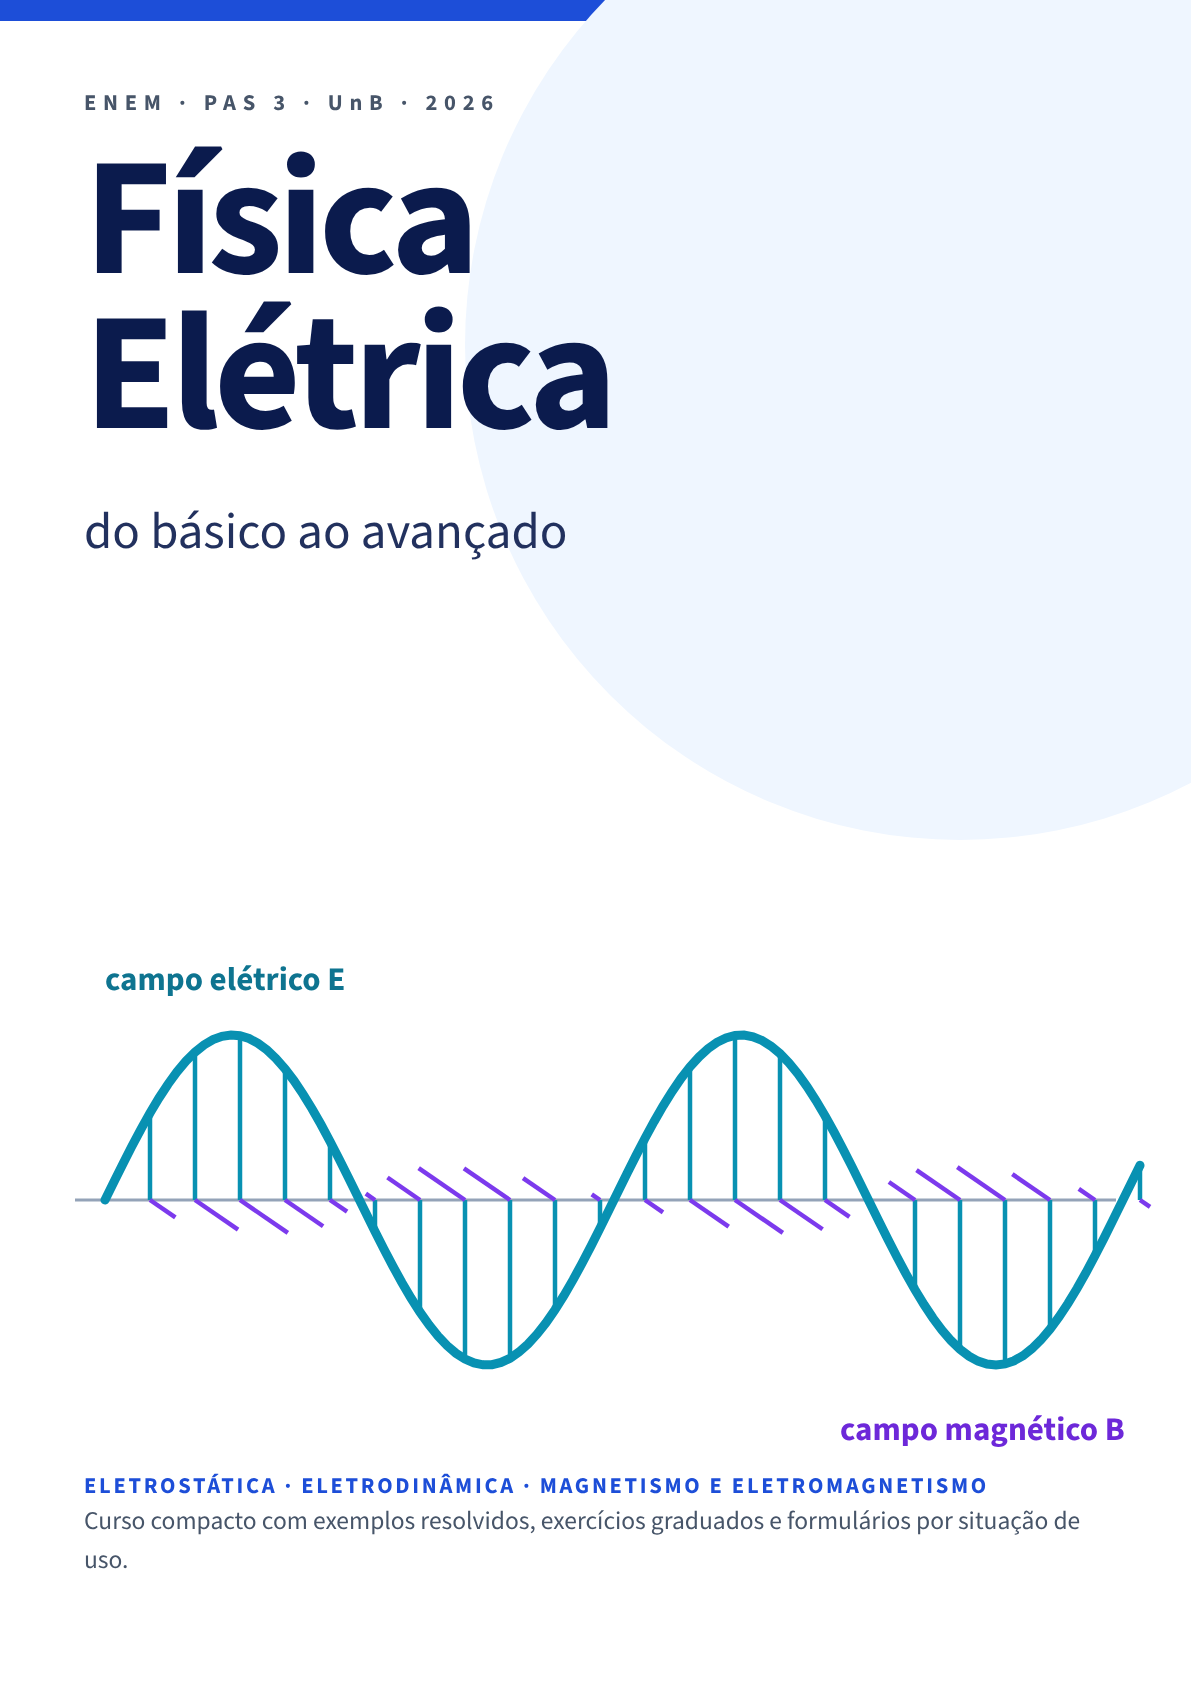 ENEM · PAS 3 · UnB · 2026
Física
Elétrica
do básico ao avançado
campo elétrico E
campo magnético B
ELETROSTÁTICA · ELETRODINÂMICA · MAGNETISMO E ELETROMAGNETISMO
Curso compacto com exemplos resolvidos, exercícios graduados e formulários por situação de
uso.